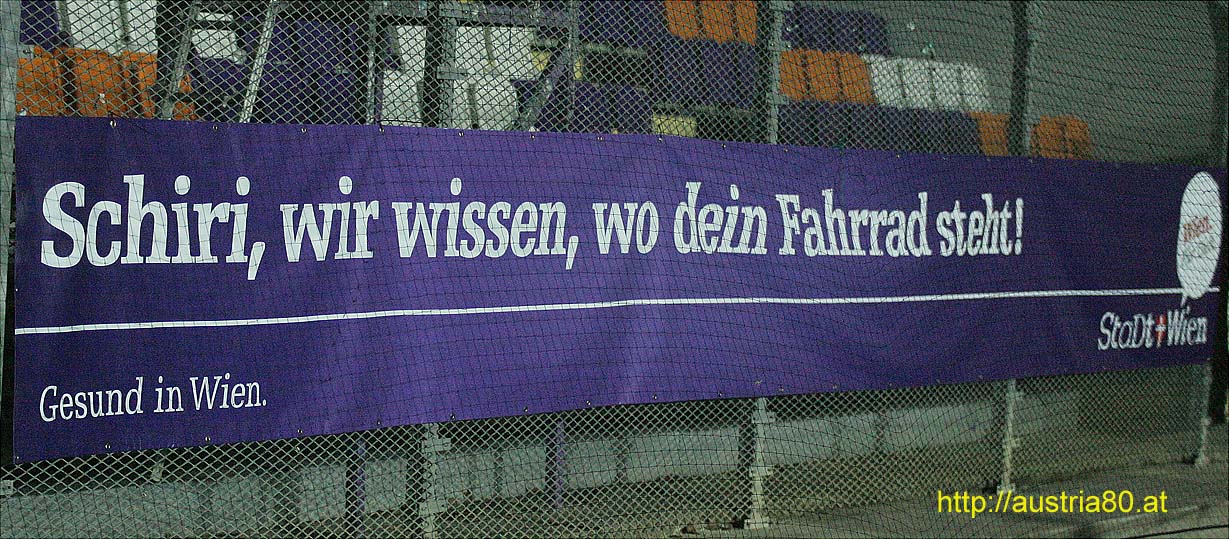 Schiri, wir wissen, wo dein Fahrrad steht!
StaDt+Wien
Gesund in Wien.
http://austria80.at